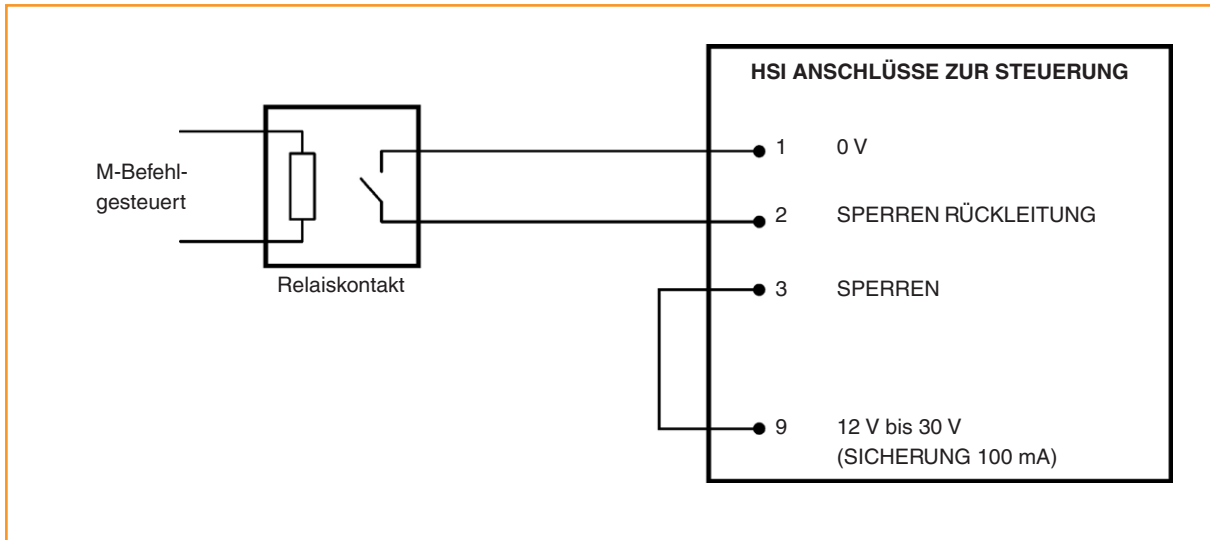 HSI ANSCHLÜSSE ZUR STEUERUNG
1 0 V
M-Befehl-
gesteuert
2 SPERREN RÜCKLEITUNG
Relaiskontakt
3 SPERREN
9 12 V bis 30 V
(SICHERUNG 100 mA)